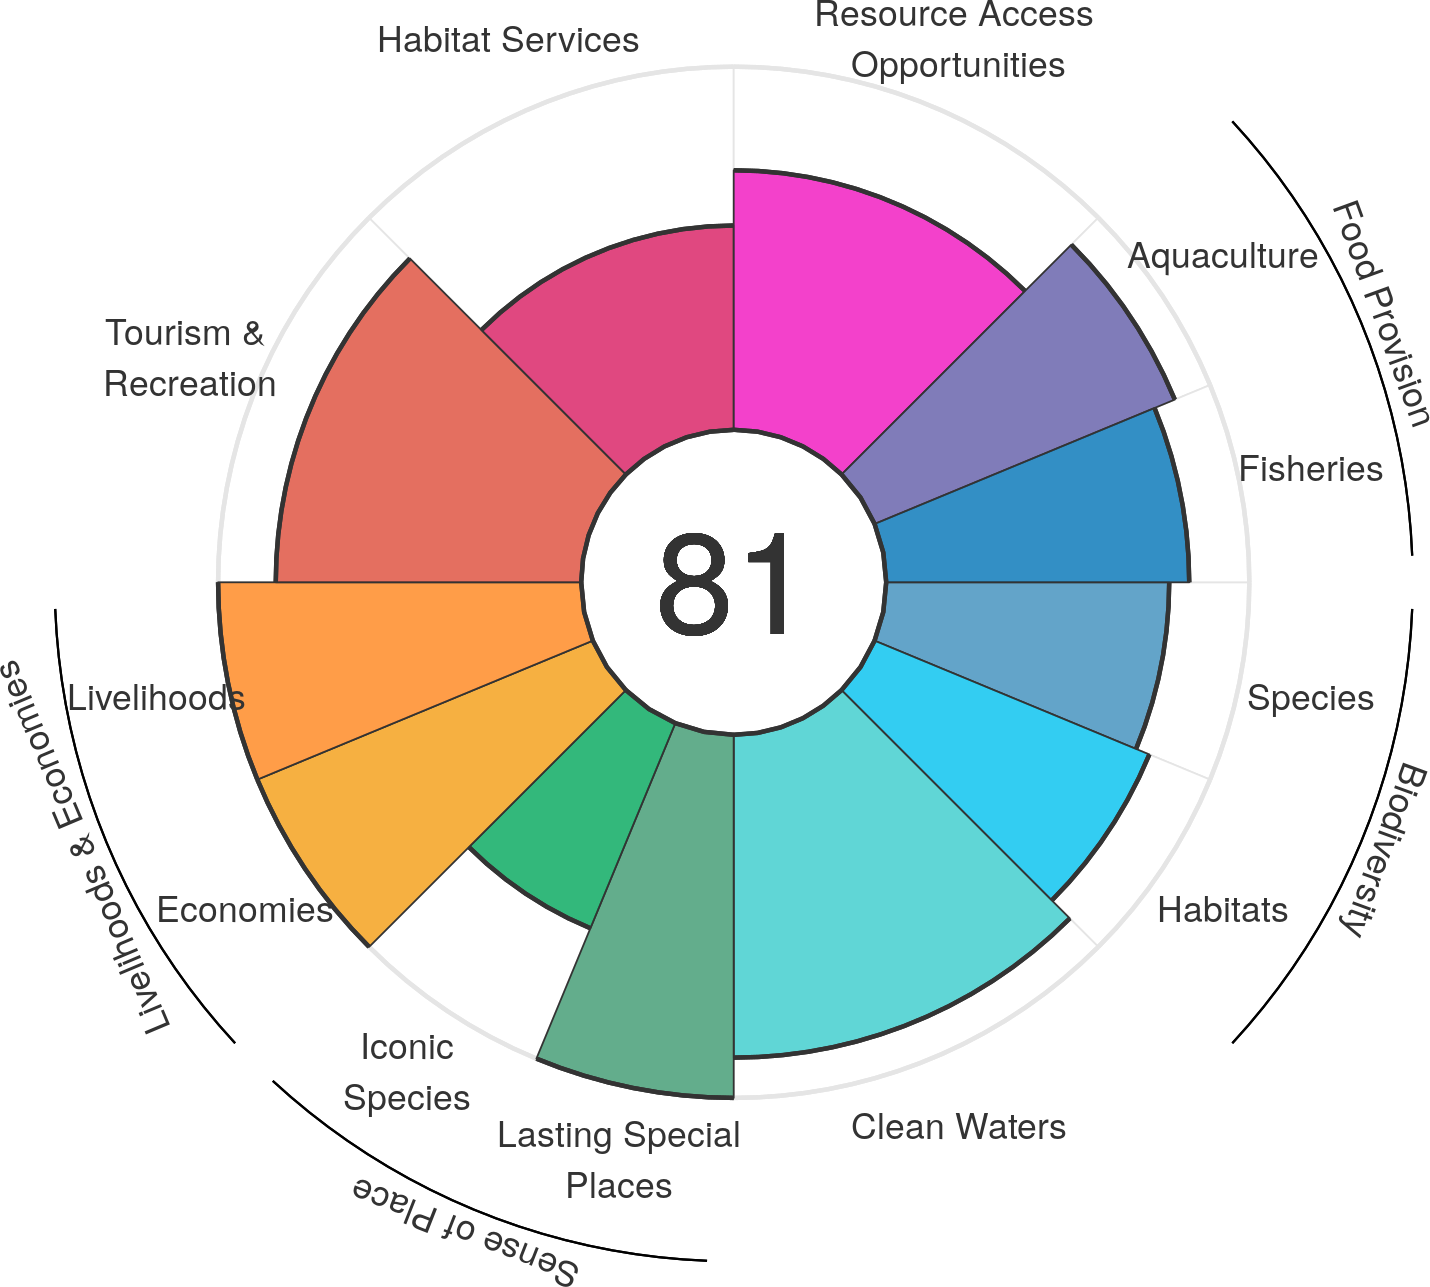 Resource Access
Opportunities
Habitat Services
Aquaculture
Food Provision
Tourism &
Recreation
Fisheries
81
Livelihoods
Species
Livelihoods & Economies
Biodiversity
Economies
Habitats
Iconic
Species
Lasting Special
Places
Clean Waters
Sense of Place